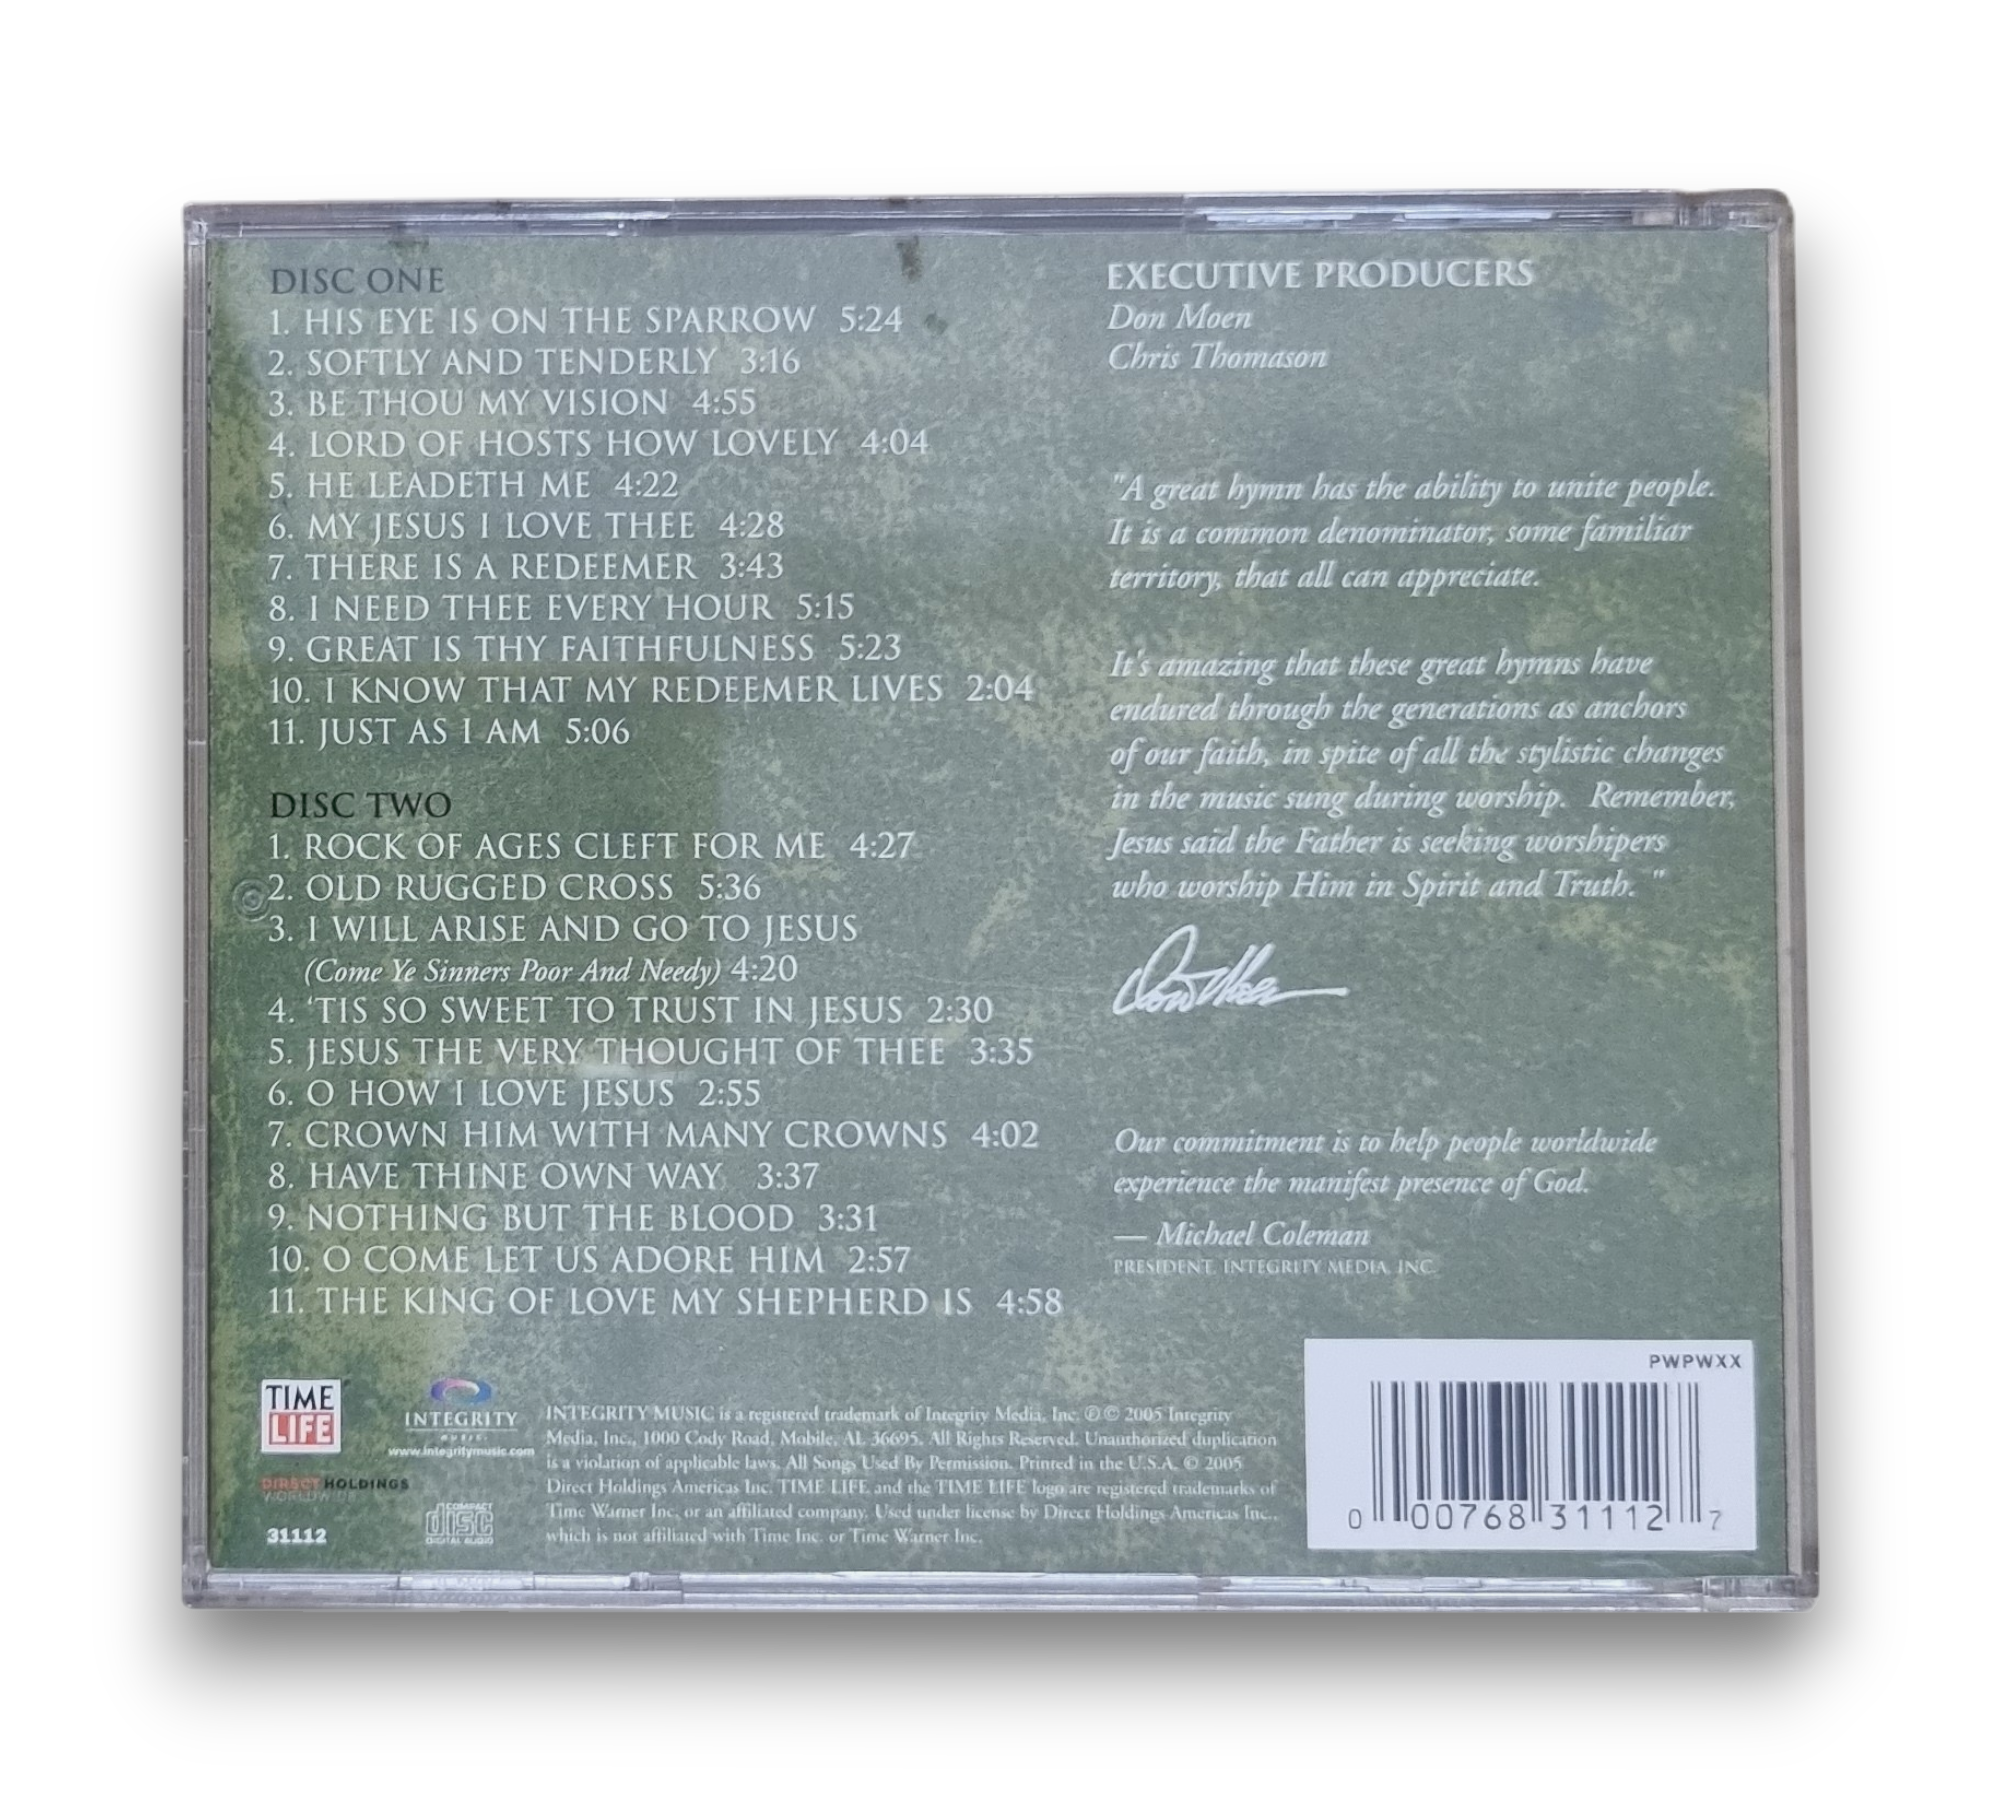 DISC ONE
1. HIS EYE IS ON THE SPARROW 5:24
2. SOFTLY AND TENDERLY 3:16
3. BE THOU MY VISION 4:55
4. LORD OF HOSTS HOW LOVELY 4:04
5. HE LEADETH ME 4:22
6. MY JESUS I LOVE THEE 4:28
7. THERE IS A REDEEMER 3:43
8. I NEED THEE EVERY HOUR 5:15
9. GREAT IS THY FAITHFULNESS 5:23
10. I KNOW THAT MY REDEEMER LIVES 2:04
11. JUST AS I AM 5:06
DISC TWO
1. ROCK OF AGES CLEFT FOR ME 4:27
2. OLD RUGGED CROSS 5:36
3. I WILL ARISE AND GO TO JESUS
(Come Ye Sinners Poor And Needy) 4:20
4. ‘TIS SO SWEET TO TRUST IN JESUS 2:30
5. JESUS THE VERY THOUGHT OF THEE 3:35
6. O HOW I LOVE JESUS 2:55
7. CROWN HIM WITH MANY CROWNS 4:02
8. HAVE THINE OWN WAY 3:37
9. NOTHING BUT THE BLOOD 3:31
10. O COME LET US ADORE HIM 2:57
11. THE KING OF LOVE MY SHEPHERD IS 4:58
EXECUTIVE PRODUCERS
Don Moen
Chris Thomason
"A great hymn has the ability to unite people.
It is a common denominator, some familiar
territory, that all can appreciate.
It's amazing that these great hymns have
endured through the generations as anchors
of our faith, in spite of all the stylistic changes
in the music sung during worship. Remember,
Jesus said the Father is seeking worshipers
who worship Him in Spirit and Truth. "
Don Moen
Our commitment is to help people worldwide
experience the manifest presence of God.
— Michael Coleman
PRESIDENT, INTEGRITY MEDIA, INC.
TIME
LIFE
DIRECT HOLDINGS
WORLDWIDE
31112
INTEGRITY
MUSIC
www.integritymusic.com
COMPACT
disc
DIGITAL AUDIO
INTEGRITY MUSIC is a registered trademark of Integrity Media, Inc. ℗© 2005 Integrity
Media, Inc., 1000 Cody Road, Mobile, AL 36695. All Rights Reserved. Unauthorized duplication
is a violation of applicable laws. All Songs Used By Permission. Printed in the U.S.A. © 2005
Direct Holdings Americas Inc. TIME LIFE and the TIME LIFE logo are registered trademarks of
Time Warner Inc. or an affiliated company. Used under license by Direct Holdings Americas Inc.,
which is not affiliated with Time Inc. or Time Warner Inc.
PWPWXX
0 00768 31112 7